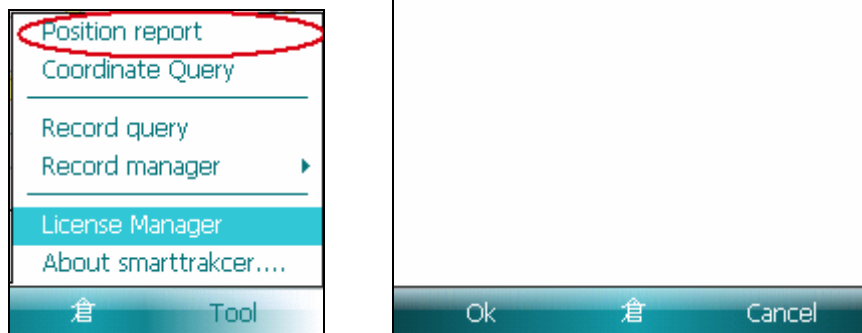 Position report
Coordinate Query
Record query
Record manager
License Manager
About smarttrakcer....
倉 Tool
Ok 倉 Cancel